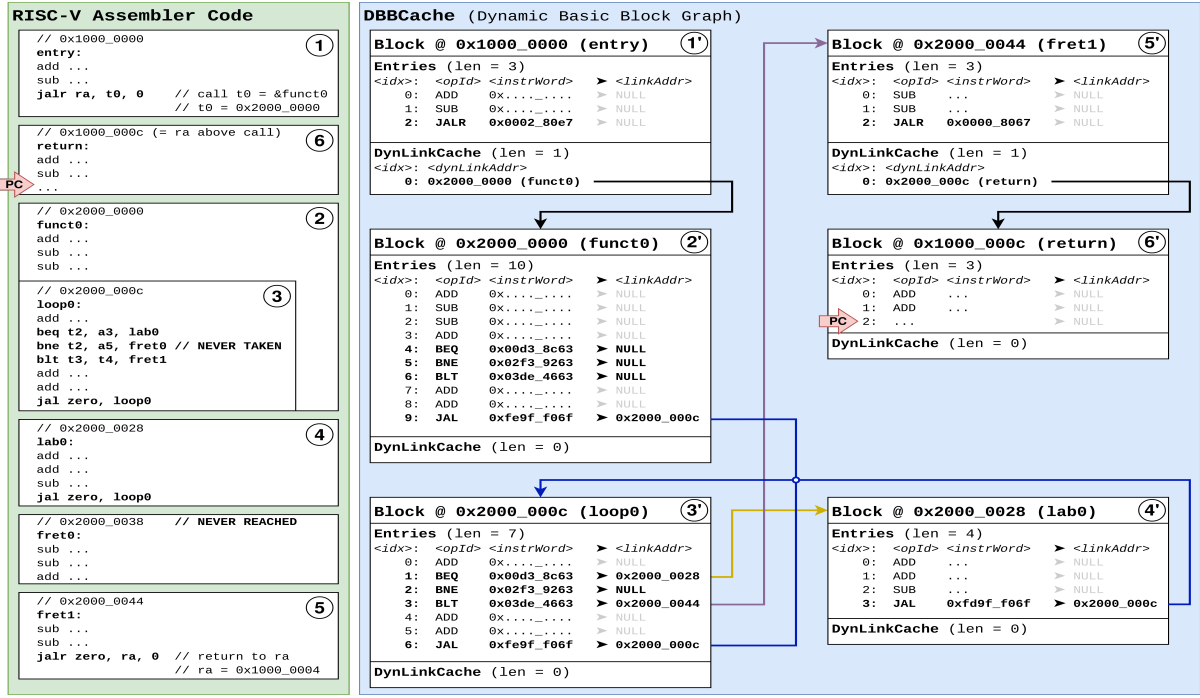 RISC-V Assembler Code
// 0x1000_0000
1
entry:
add ...
sub ...
jalr ra, t0, 0 // call t0 = &funct0
// t0 = 0x2000_0000
// 0x1000_000c (= ra above call)
6
return:
add ...
sub ...
PC
...
// 0x2000_0000
2
funct0:
add ...
sub ...
sub ...
// 0x2000_000c
3
loop0:
add ...
beq t2, a3, lab0
bne t2, a5, fret0 // NEVER TAKEN
blt t3, t4, fret1
add ...
add ...
jal zero, loop0
// 0x2000_0028
4
lab0:
add ...
add ...
sub ...
jal zero, loop0
// 0x2000_0038 // NEVER REACHED
fret0:
sub ...
sub ...
add ...
// 0x2000_0044
5
fret1:
sub ...
sub ...
jalr zero, ra, 0 // return to ra
// ra = 0x1000_0004
DBBCache (Dynamic Basic Block Graph)
Block @ 0x1000_0000 (entry) 1'
Entries (len = 3)
<idx>: <opId> <instrWord> ➤ <linkAddr>
0: ADD 0x...._.... ➤ NULL
1: SUB 0x...._.... ➤ NULL
2: JALR 0x0002_80e7 ➤ NULL
DynLinkCache (len = 1)
<idx>: <dynLinkAddr>
0: 0x2000_0000 (funct0)
Block @ 0x2000_0000 (funct0) 2'
Entries (len = 10)
<idx>: <opId> <instrWord> ➤ <linkAddr>
0: ADD 0x...._.... ➤ NULL
1: SUB 0x...._.... ➤ NULL
2: SUB 0x...._.... ➤ NULL
3: ADD 0x...._.... ➤ NULL
4: BEQ 0x00d3_8c63 ➤ NULL
5: BNE 0x02f3_9263 ➤ NULL
6: BLT 0x03de_4663 ➤ NULL
7: ADD 0x...._.... ➤ NULL
8: ADD 0x...._.... ➤ NULL
9: JAL 0xfe9f_f06f ➤ 0x2000_000c
DynLinkCache (len = 0)
Block @ 0x2000_000c (loop0) 3'
Entries (len = 7)
<idx>: <opId> <instrWord> ➤ <linkAddr>
0: ADD 0x...._.... ➤ NULL
1: BEQ 0x00d3_8c63 ➤ 0x2000_0028
2: BNE 0x02f3_9263 ➤ NULL
3: BLT 0x03de_4663 ➤ 0x2000_0044
4: ADD 0x...._.... ➤ NULL
5: ADD 0x...._.... ➤ NULL
6: JAL 0xfe9f_f06f ➤ 0x2000_000c
DynLinkCache (len = 0)
Block @ 0x2000_0044 (fret1) 5'
Entries (len = 3)
<idx>: <opId> <instrWord> ➤ <linkAddr>
0: SUB ... ➤ NULL
1: SUB ... ➤ NULL
2: JALR 0x0000_8067 ➤ NULL
DynLinkCache (len = 1)
<idx>: <dynLinkAddr>
0: 0x2000_000c (return)
Block @ 0x1000_000c (return) 6'
Entries (len = 3)
<idx>: <opId> <instrWord> ➤ <linkAddr>
0: ADD ... ➤ NULL
1: ADD ... ➤ NULL
PC 2: ... ➤ NULL
DynLinkCache (len = 0)
Block @ 0x2000_0028 (lab0) 4'
Entries (len = 4)
<idx>: <opId> <instrWord> ➤ <linkAddr>
0: ADD ... ➤ NULL
1: ADD ... ➤ NULL
2: SUB ... ➤ NULL
3: JAL 0xfd9f_f06f ➤ 0x2000_000c
DynLinkCache (len = 0)